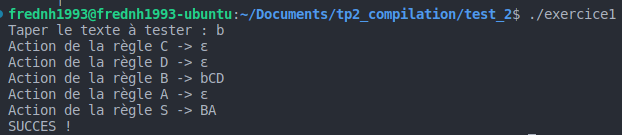 frednh1993@frednh1993-ubuntu:~/Documents/tp2_compilation/test_2$ ./exercice1
Taper le texte à tester : b
Action de la règle C -> ε
Action de la règle D -> ε
Action de la règle B -> bCD
Action de la règle A -> ε
Action de la règle S -> BA
SUCCES !